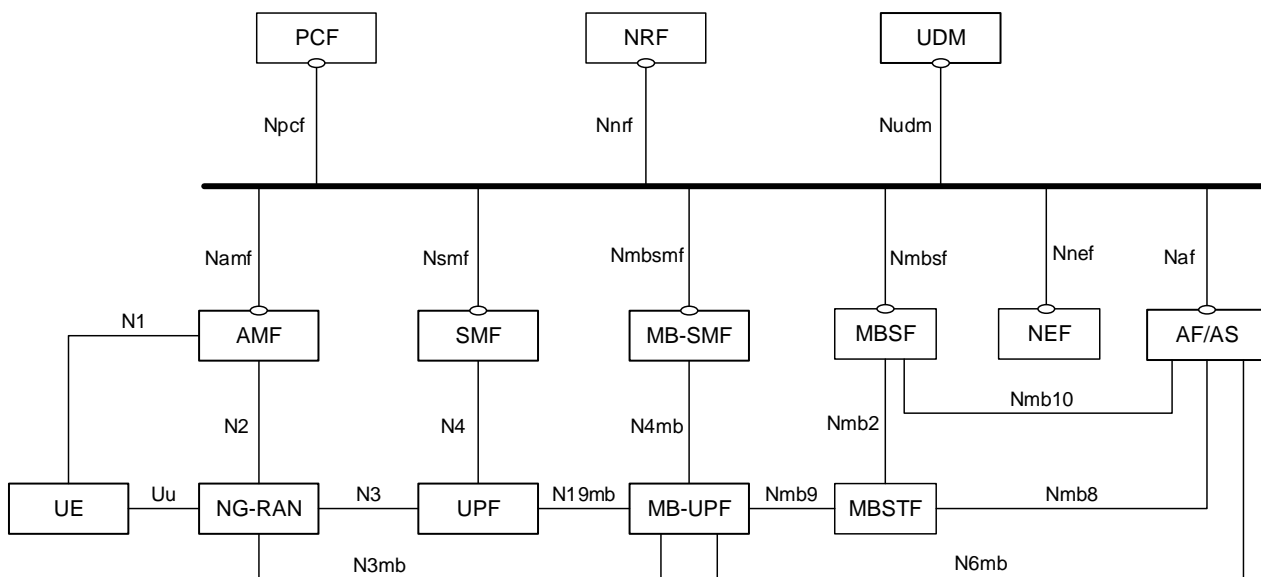 PCF
NRF
UDM
Npcf
Nnrf
Nudm
Namf
Nsmf
Nmbsmf
Nmbsf
Nnef
Naf
N1
AMF
SMF
MB-SMF
MBSF
NEF
AF/AS
Nmb10
N2
N4
N4mb
Nmb2
Uu
N3
N19mb
Nmb9
Nmb8
UE
NG-RAN
UPF
MB-UPF
MBSTF
N3mb
N6mb